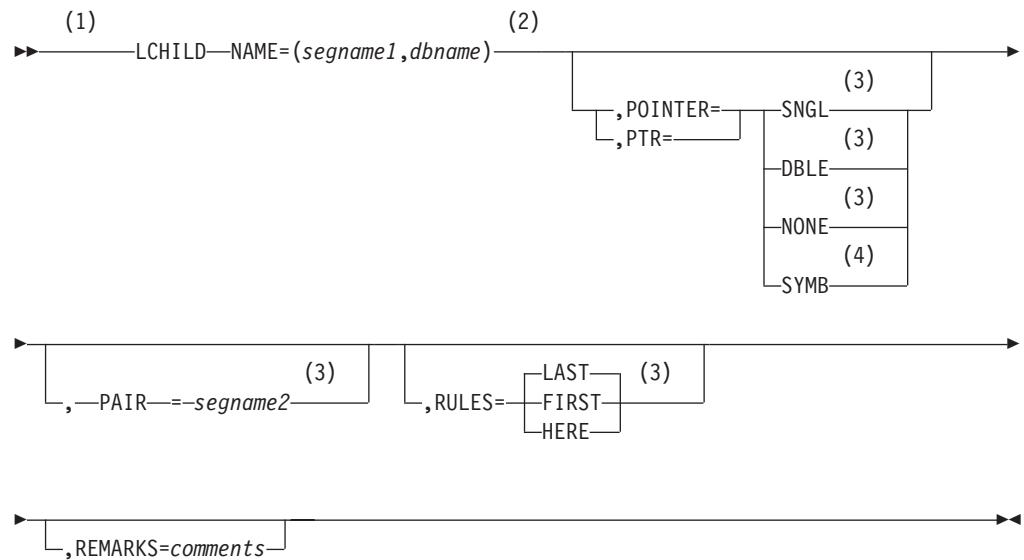 (1) (2)
LCHILD NAME=(segname1,dbname)
(3)
,POINTER= SNGL
,PTR= (3)
DBLE
(3)
NONE
(4)
SYMB
(3) LAST (3)
, PAIR = segname2 ,RULES= FIRST
HERE
,REMARKS=comments